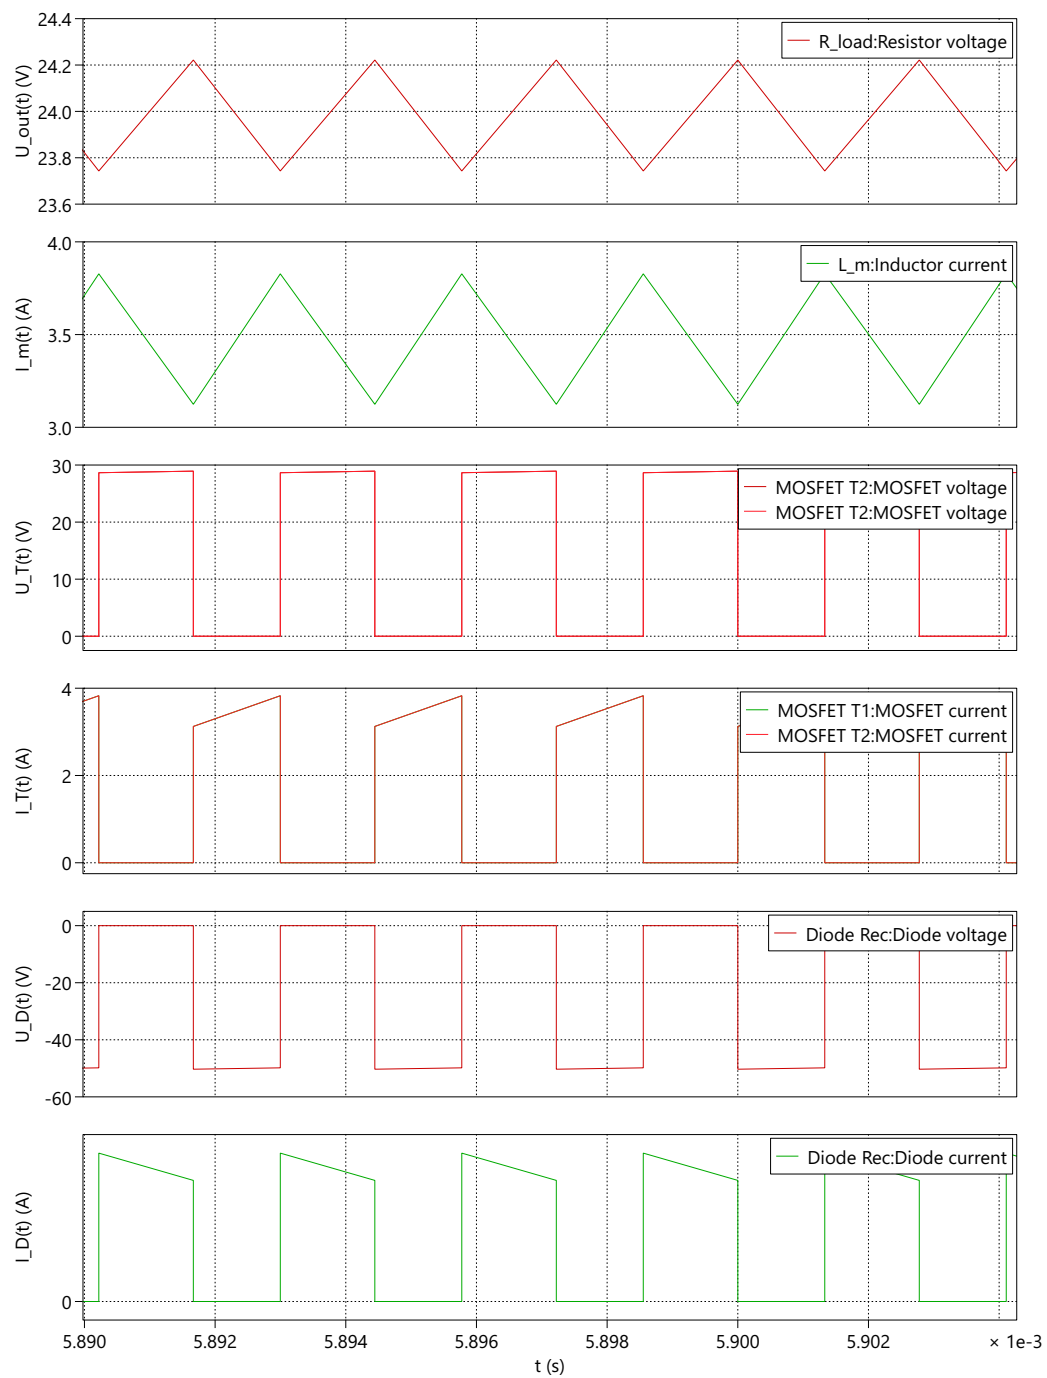 24.4
24.2
24.0
23.8
23.6
U_out(t) (V)
R_load:Resistor voltage
4.0
3.5
3.0
I_m(t) (A)
L_m:Inductor current
30
20
10
0
U_T(t) (V)
MOSFET T2:MOSFET voltage
MOSFET T2:MOSFET voltage
4
2
0
I_T(t) (A)
MOSFET T1:MOSFET current
MOSFET T2:MOSFET current
0
-20
-40
-60
U_D(t) (V)
Diode Rec:Diode voltage
0
I_D(t) (A)
Diode Rec:Diode current
5.890 5.892 5.894 5.896 5.898 5.900 5.902 × 1e-3
t (s)